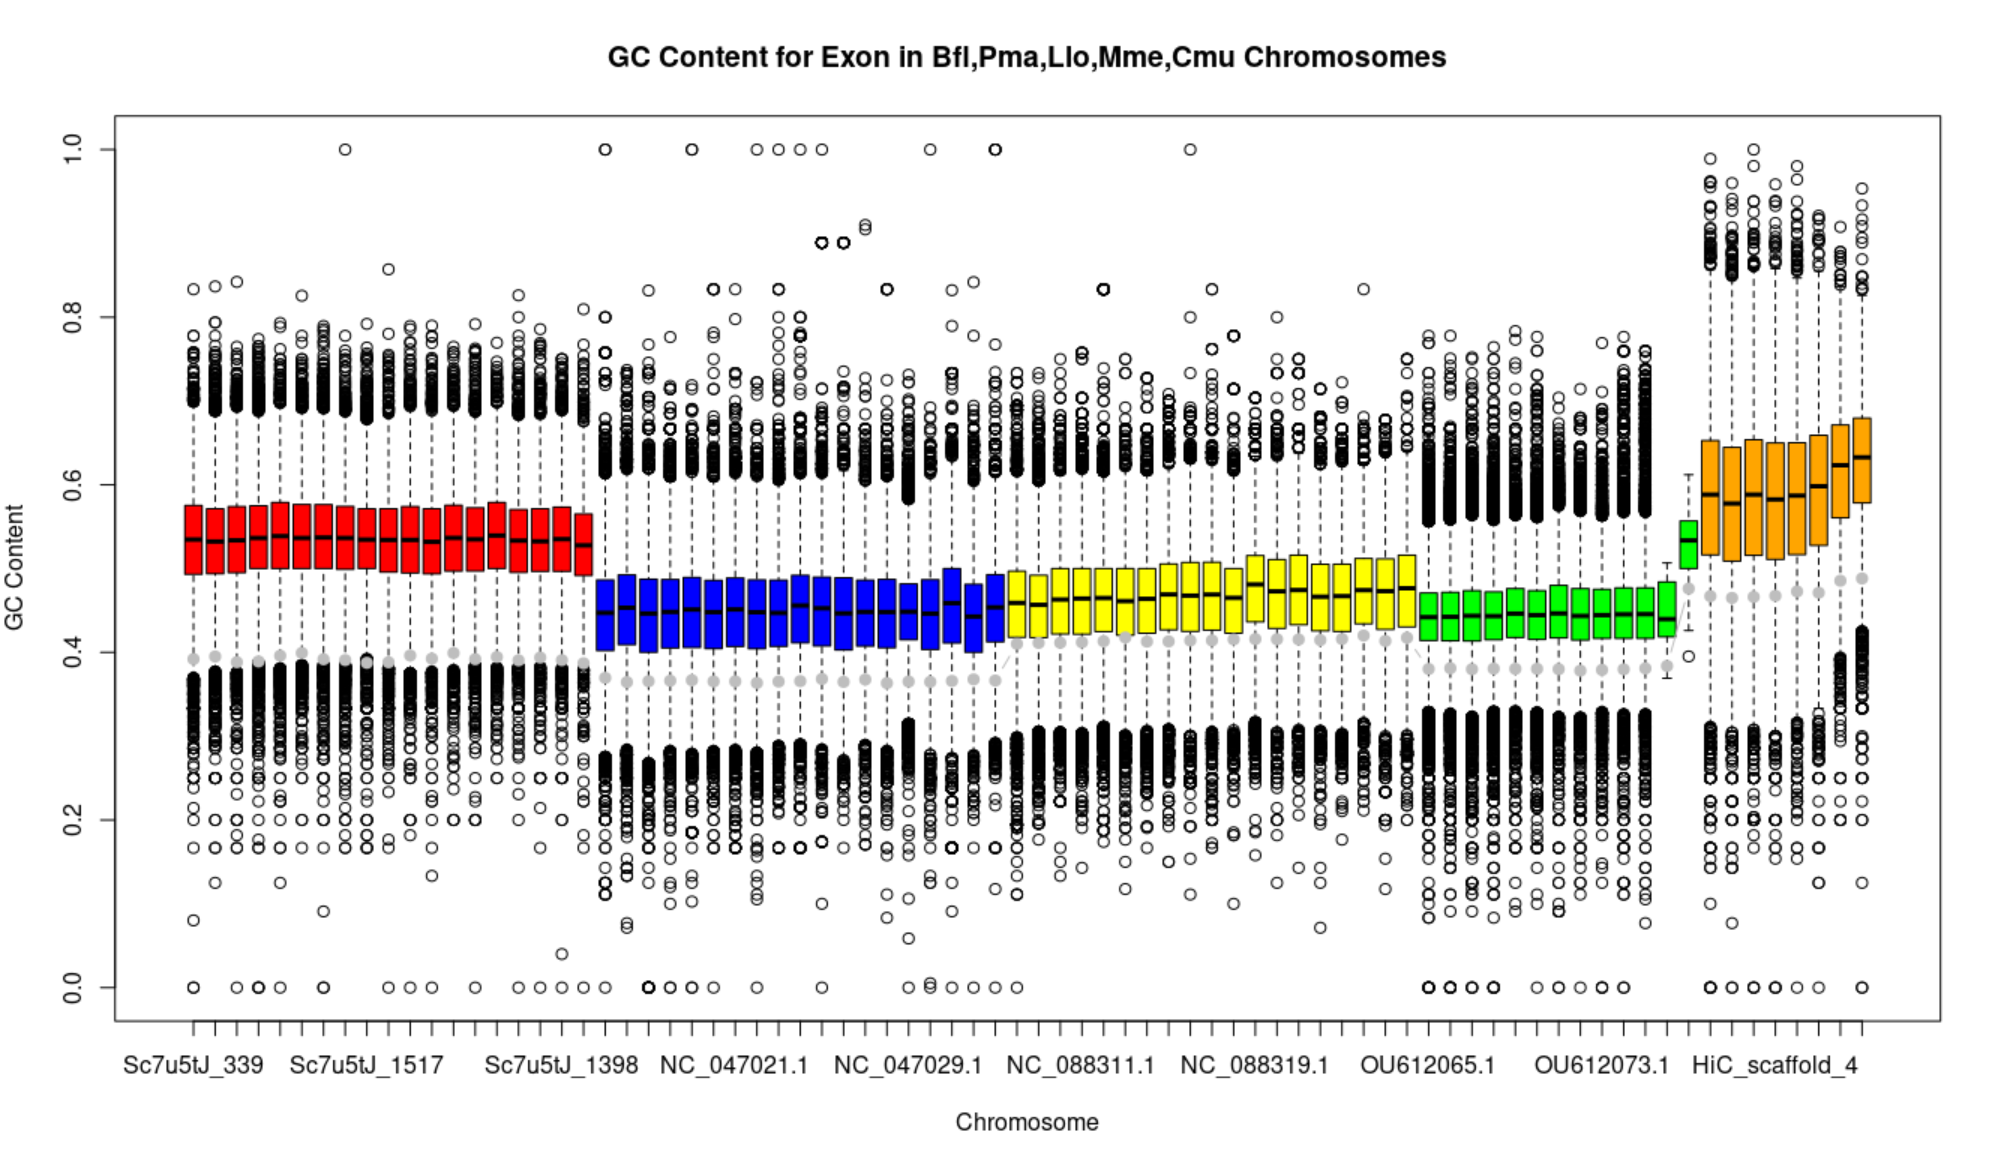 GC Content for Exon in Bfl,Pma,Llo,Mme,Cmu Chromosomes
GC Content
1.0
0.8
0.6
0.4
0.2
0.0
Sc7u5tJ_339 Sc7u5tJ_1517 Sc7u5tJ_1398 NC_047021.1 NC_047029.1 NC_088311.1 NC_088319.1 OU612065.1 OU612073.1 HiC_scaffold_4
Chromosome